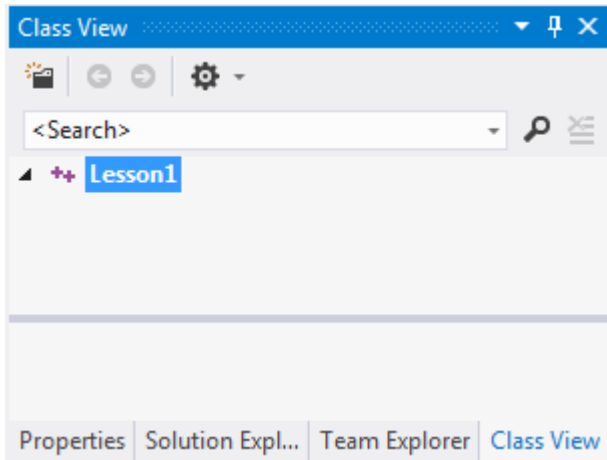 Class View
<Search>
Lesson1
Properties Solution Expl... Team Explorer Class View